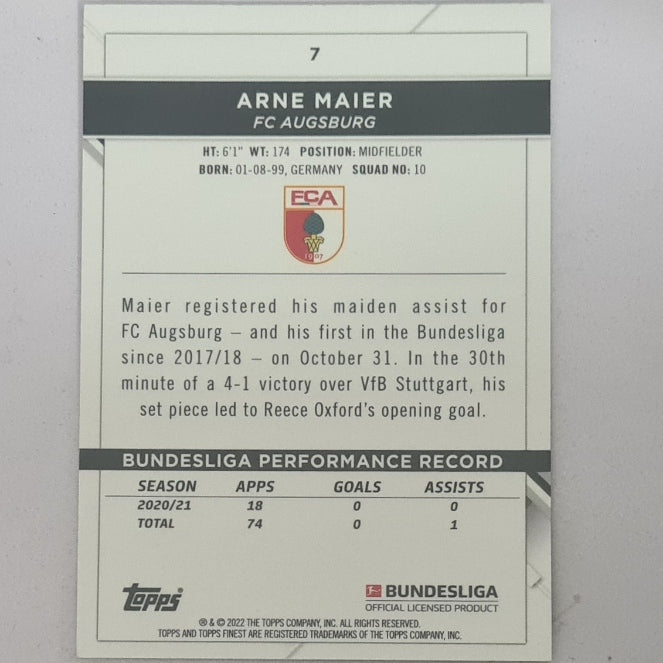 7
ARNE MAIER
FC AUGSBURG
HT: 6'1" WT: 174 POSITION: MIDFIELDER
BORN: 01-08-99, GERMANY SQUAD NO: 10
FCA
1907
Maier registered his maiden assist for
FC Augsburg – and his first in the Bundesliga
since 2017/18 – on October 31. In the 30th
minute of a 4-1 victory over VfB Stuttgart, his
set piece led to Reece Oxford's opening goal.
BUNDESLIGA PERFORMANCE RECORD
SEASON APPS GOALS ASSISTS
2020/21 18 0 0
TOTAL 74 0 1
topps
BUNDESLIGA
OFFICIAL LICENSED PRODUCT
® & © 2022 THE TOPPS COMPANY, INC. ALL RIGHTS RESERVED.
TOPPS AND TOPPS FINEST ARE REGISTERED TRADEMARKS OF THE TOPPS COMPANY, INC.